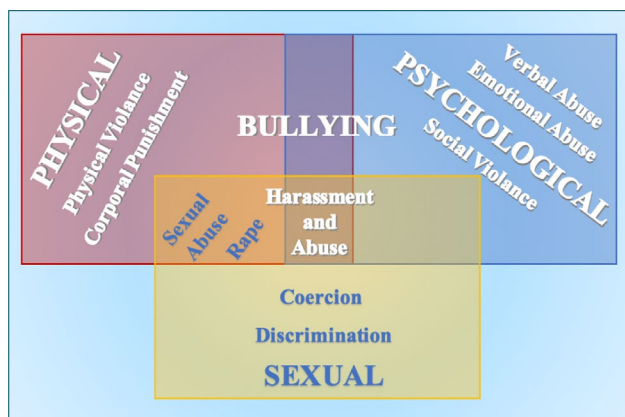 PHYSICAL
Physical Violance
Corporal Punishment
BULLYING
Verbal Abuse
Emotional Abuse
PSYCHOLOGICAL
Social Violance
Sexual
Abuse
Rape
Harassment
and
Abuse
Coercion
Discrimination
SEXUAL